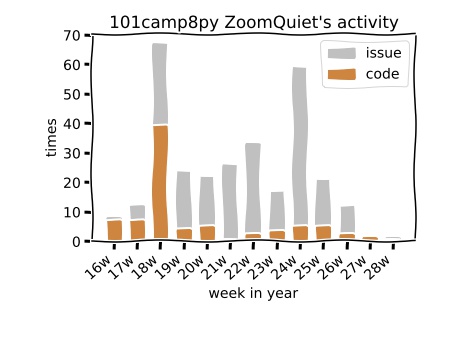 101camp8py ZoomQuiet's activity
issue
code
times
70
60
50
40
30
20
10
0
16w 17w 18w 19w 20w 21w 22w 23w 24w 25w 26w 27w 28w
week in year